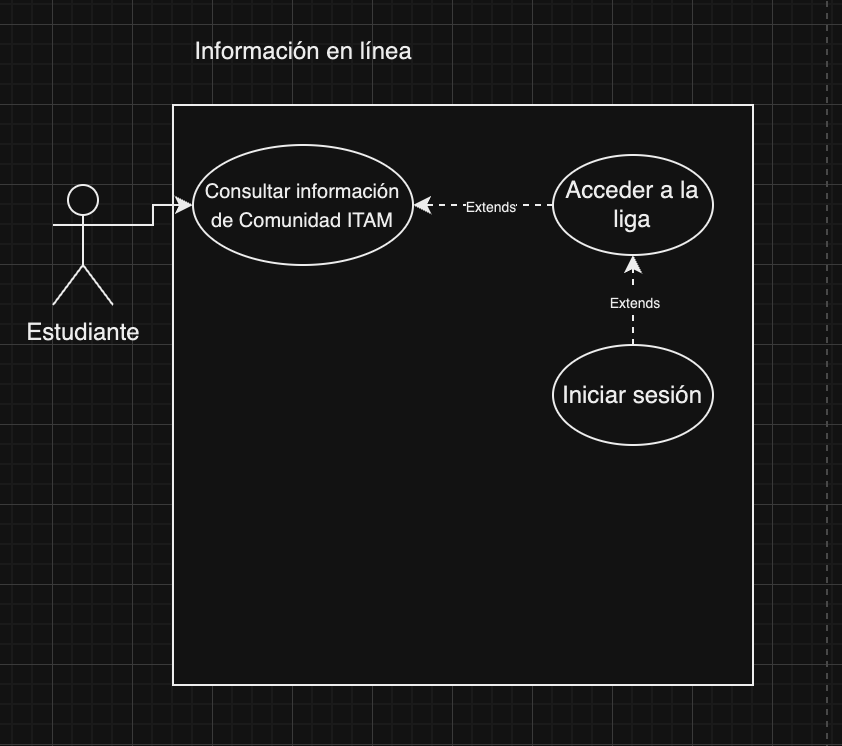 Información en línea
Consultar información
de Comunidad ITAM
Extends
Acceder a la
liga
Estudiante
Extends
Iniciar sesión